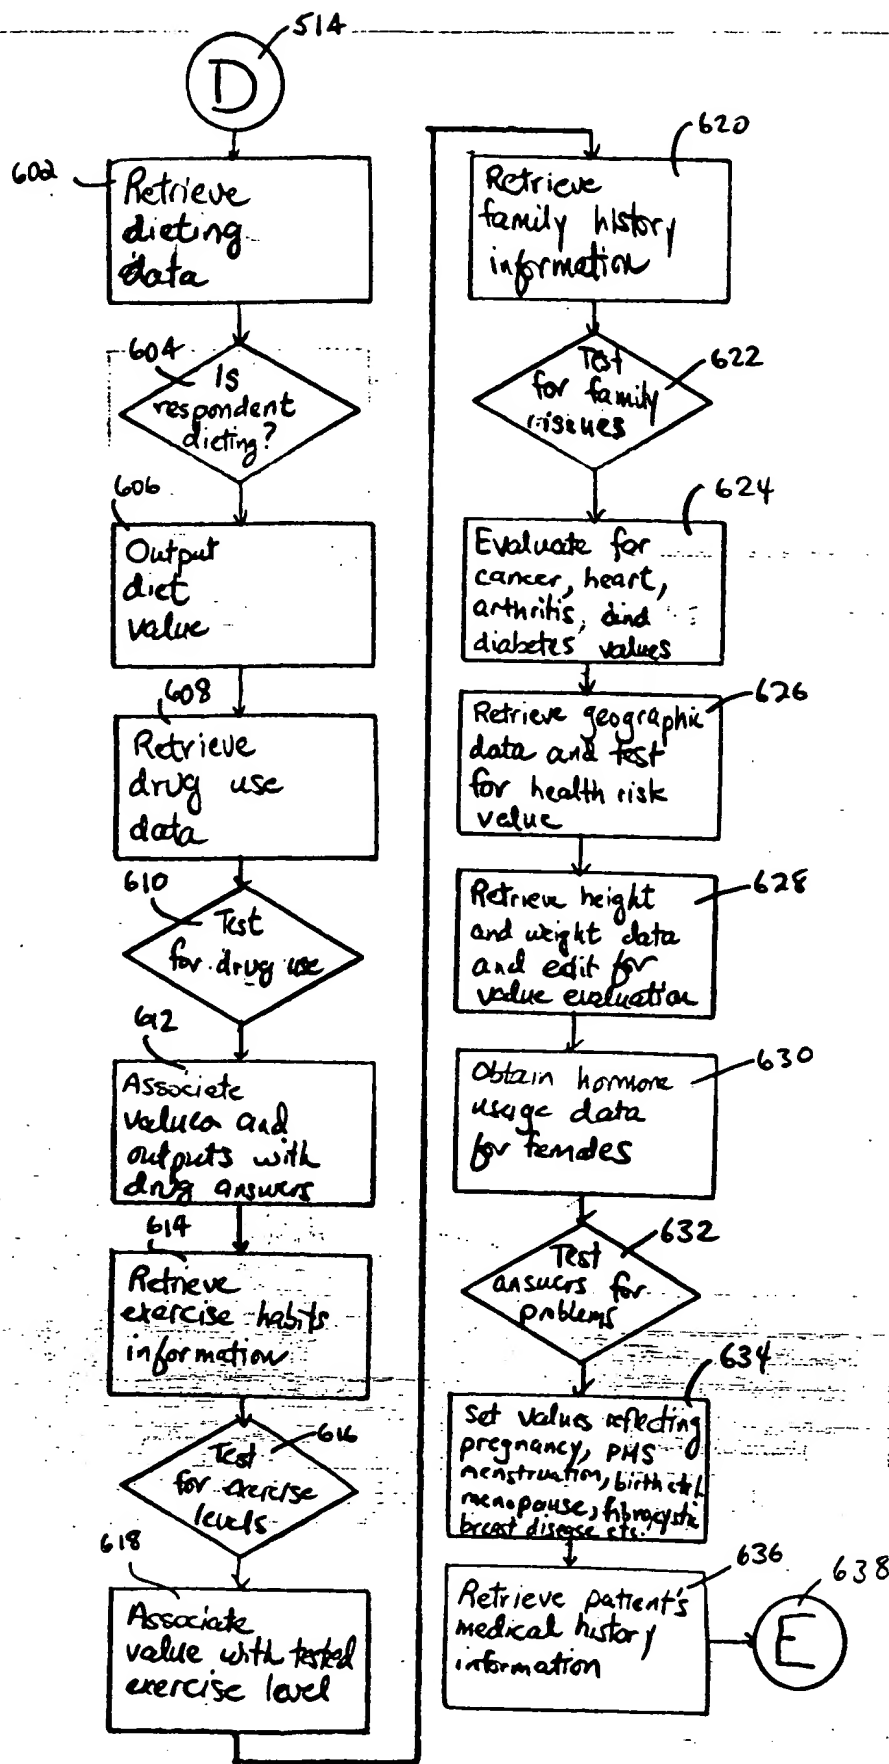 514
D
602
Retrieve
dieting
data
604
Is
respondent
dieting?
606
Output
diet
value
608
Retrieve
drug use
data
610
Test
for drug use
612
Associate
values and
outputs with
drug answers
614
Retrieve
exercise habits
information
616
Test
for exercise
levels
618
Associate
value with tested
exercise level
620
Retrieve
family history
information
622
Test
for family
issues
624
Evaluate for
cancer, heart,
arthritis, and
diabetes values
626
Retrieve geographic
data and test
for health risk
value
628
Retrieve height
and weight data
and edit for
value evaluation
630
Obtain hormone
usage data
for females
632
Test
answers for
problems
634
Set values reflecting
pregnancy, PMS
menstruation, birth ctrl
menopause, fibrocystic
breast disease etc.
636
Retrieve patient's
medical history
information
638
E